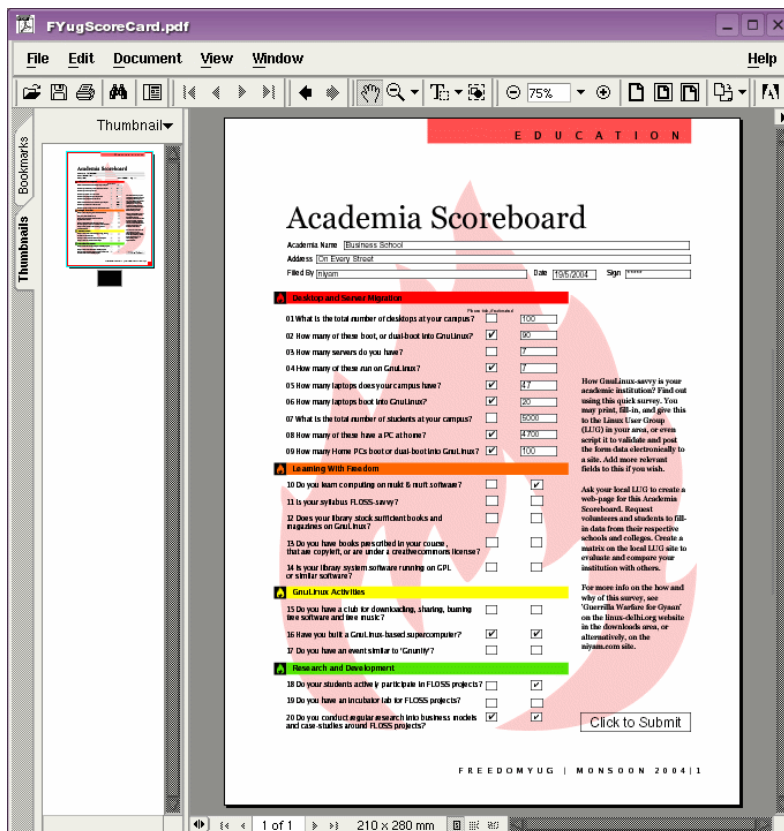 FYugScoreCard.pdf
File Edit Document View Window Help
75%
Thumbnail
Bookmarks
Thumbnails
EDUCATION
Academia Scoreboard
Academia Name Business School
Address On Every Street
Filled By niyam Date 19/5/2004 Sign *****
Desktop and Server Migration
01 What is the total number of desktops at your campus? 100
02 How many of these boot, or dual-boot into GnuLinux? 90
03 How many servers do you have? 7
04 How many of these run on GnuLinux? 7
05 How many laptops does your campus have? 47
06 How many laptops boot into GnuLinux? 20
07 What is the total number of students at your campus? 5000
08 How many of these have a PC at home? 4700
09 How many Home PCs boot or dual-boot into GnuLinux? 100
Learning With Freedom
10 Do you learn computing on mukt & muft software?
11 Is your syllabus FLOSS-savvy?
12 Does your library stock sufficient books and
magazines on GnuLinux?
13 Do you have books prescribed in your course,
that are copyleft, or are under a creativecommons license?
14 Is your library system software running on GPL
or similar software?
GnuLinux Activities
15 Do you have a club for downloading, sharing, burning
free software and free music?
16 Have you built a GnuLinux-based supercomputer?
17 Do you have an event similar to 'Gnunify'?
Research and Development
18 Do your students actively participate in FLOSS projects?
19 Do you have an incubator lab for FLOSS projects?
20 Do you conduct regular research into business models
and case-studies around FLOSS projects?
How GnuLinux-savvy is your
academic institution? Find out
using this quick survey. You
may print, fill-in, and give this
to the Linux User Group
(LUG) in your area, or even
script it to validate and post
the form data electronically to
a site. Add more relevant
fields to this if you wish.
Ask your local LUG to create a
web-page for this Academia
Scoreboard. Request
volunteers and students to fill-
in data from their respective
schools and colleges. Create a
matrix on the local LUG site to
evaluate and compare your
institution with others.
For more info on the how and
why of this survey, see
'Guerrilla Warfare for Gyaan'
on the linux-delhi.org website
in the downloads area, or
alternatively, on the
niyam.com site.
Click to Submit
FREEDOMYUG | MONSOON 2004|1
1 of 1 210 x 280 mm